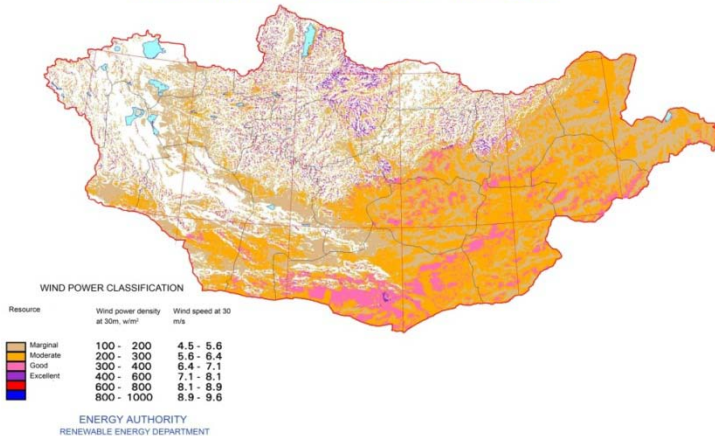 WIND POWER CLASSIFICATION
Resource Wind power density at 30m, w/m² Wind speed at 30 m/s
Marginal 100 - 200 4.5 - 5.6
Moderate 200 - 300 5.6 - 6.4
Good 300 - 400 6.4 - 7.1
Excellent 400 - 600 7.1 - 8.1
600 - 800 8.1 - 8.9
800 - 1000 8.9 - 9.6
ENERGY AUTHORITY
RENEWABLE ENERGY DEPARTMENT